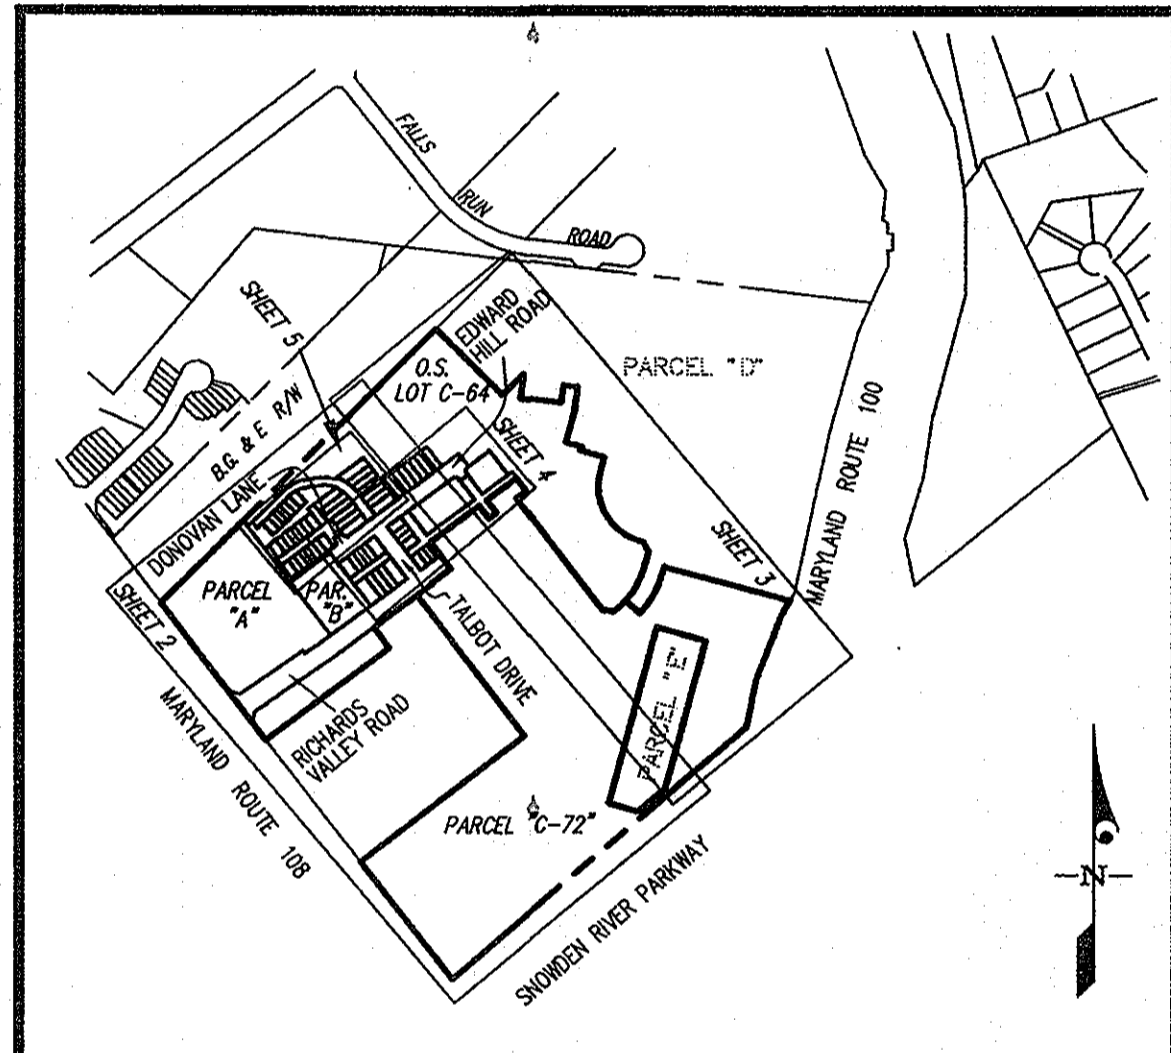 FALLS
RUN
ROAD
SHEET 5
EDWARD
HILL ROAD
O.S.
LOT C-64
PARCEL "D"
B.G. & E R/W
SHEET 4
MARYLAND ROUTE 100
DONOVAN LANE
SHEET 3
SHEET 2
PARCEL
"A"
PAR.
"B"
TALBOT DRIVE
PARCEL "E"
RICHARDS
VALLEY ROAD
MARYLAND ROUTE 108
PARCEL "C-72"
SNOWDEN RIVER PARKWAY
N